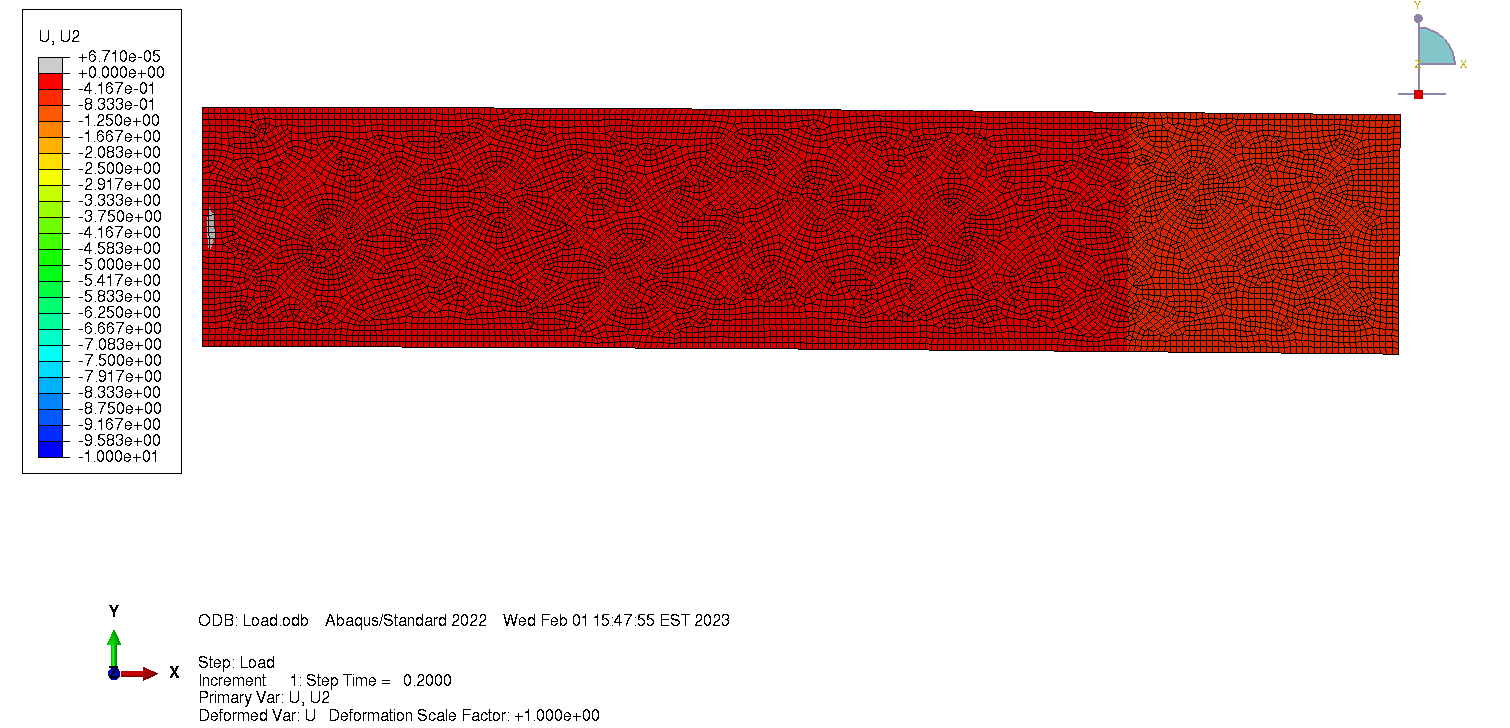 U, U2
+6.710e-05
+0.000e+00
-4.167e-01
-8.333e-01
-1.250e+00
-1.667e+00
-2.083e+00
-2.500e+00
-2.917e+00
-3.333e+00
-3.750e+00
-4.167e+00
-4.583e+00
-5.000e+00
-5.417e+00
-5.833e+00
-6.250e+00
-6.667e+00
-7.083e+00
-7.500e+00
-7.917e+00
-8.333e+00
-8.750e+00
-9.167e+00
-9.583e+00
-1.000e+01
Y
Z X
Y
Z X
ODB: Load.odb Abaqus/Standard 2022 Wed Feb 01 15:47:55 EST 2023
Step: Load
Increment 1: Step Time = 0.2000
Primary Var: U, U2
Deformed Var: U Deformation Scale Factor: +1.000e+00